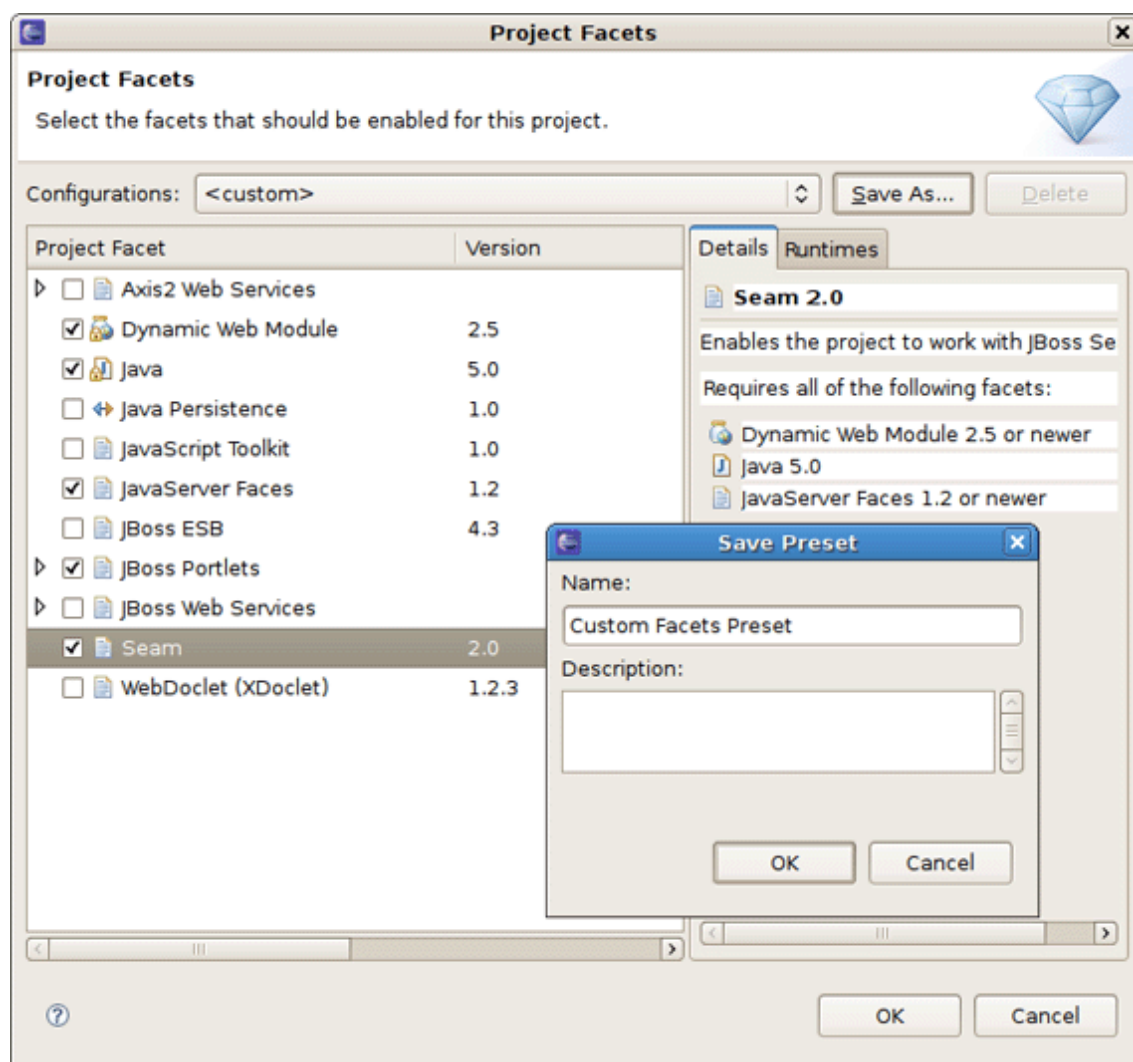 Project Facets
Project Facets
Select the facets that should be enabled for this project.
Configurations: <custom> Save As... Delete
Project Facet Version
Axis2 Web Services
Dynamic Web Module 2.5
Java 5.0
Java Persistence 1.0
JavaScript Toolkit 1.0
JavaServer Faces 1.2
JBoss ESB 4.3
JBoss Portlets
JBoss Web Services
Seam 2.0
WebDoclet (XDoclet) 1.2.3
Details Runtimes
Seam 2.0
Enables the project to work with JBoss Se
Requires all of the following facets:
Dynamic Web Module 2.5 or newer
Java 5.0
JavaServer Faces 1.2 or newer
Save Preset
Name:
Custom Facets Preset
Description:
OK Cancel
OK Cancel